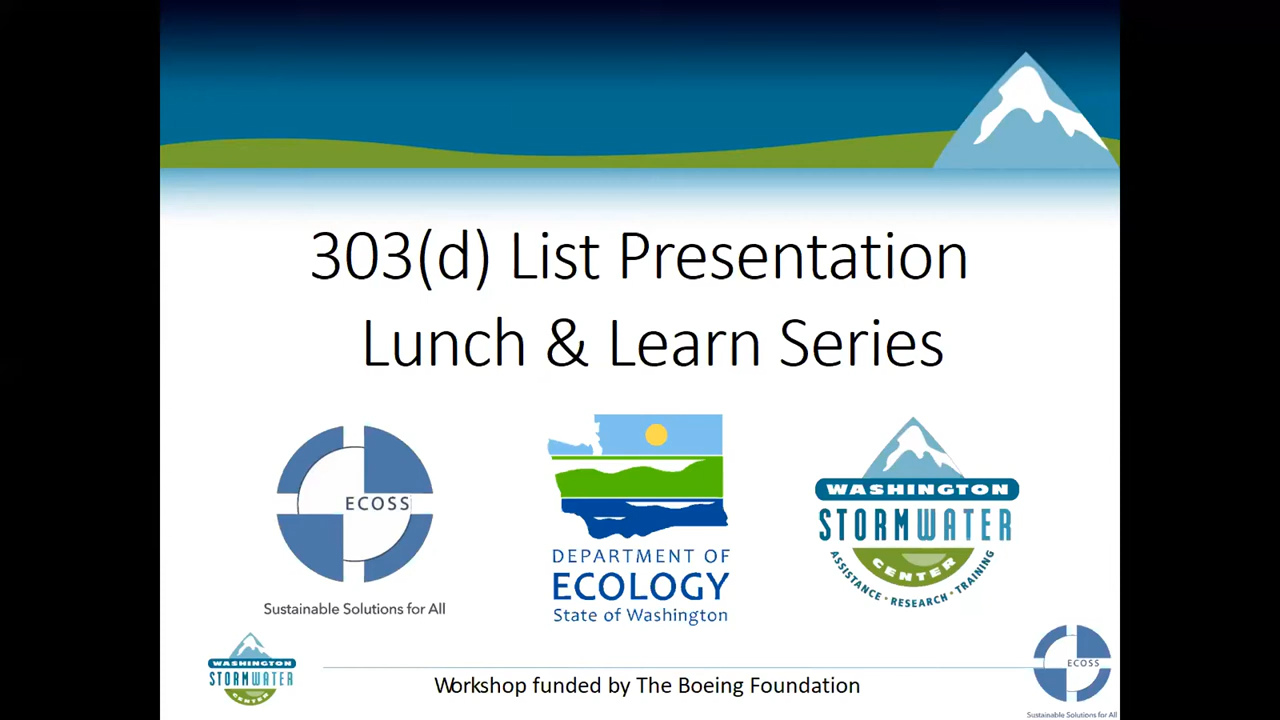 303(d) List Presentation
Lunch & Learn Series
ECOSS
Sustainable Solutions for All
DEPARTMENT OF
ECOLOGY
State of Washington
WASHINGTON
STORMWATER
CENTER
ASSISTANCE • RESEARCH • TRAINING
WASHINGTON
STORMWATER
CENTER
Workshop funded by The Boeing Foundation
ECOSS
Sustainable Solutions for All